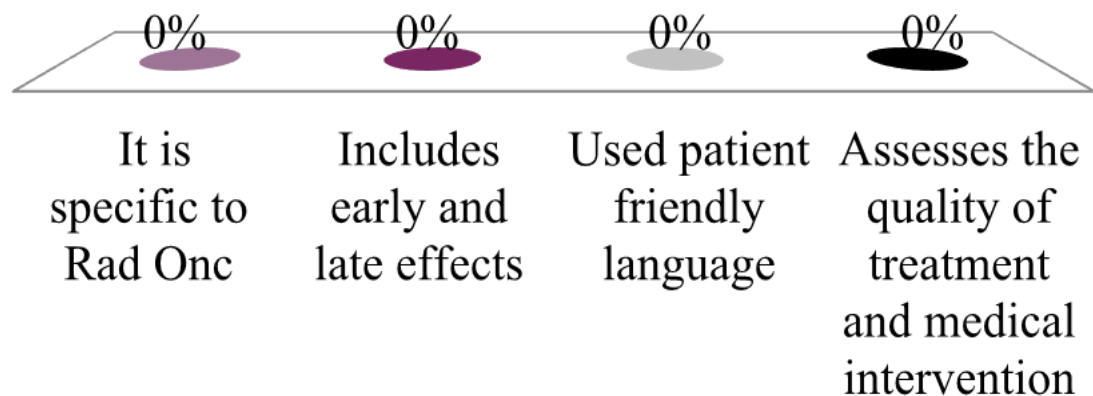 0% 0% 0% 0%
It is
specific to
Rad Onc
Includes
early and
late effects
Used patient
friendly
language
Assesses the
quality of
treatment
and medical
intervention